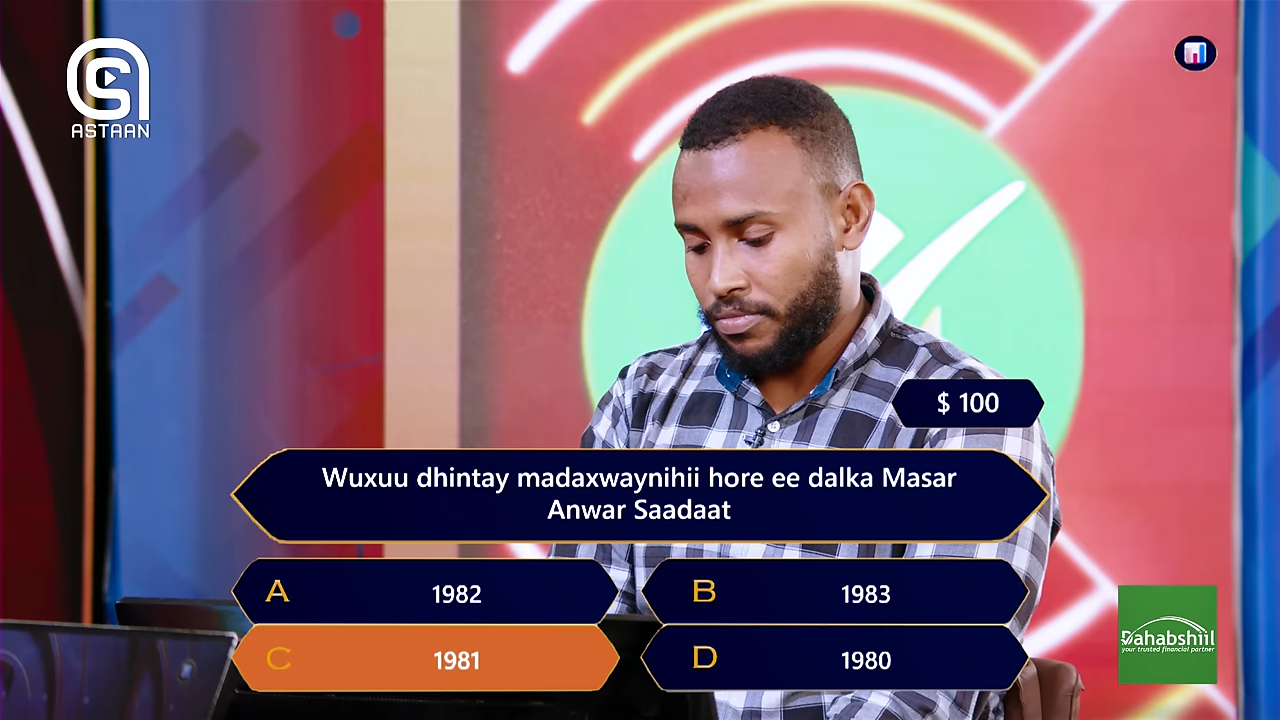 ASTAAN
$ 100
Wuxuu dhintay madaxwaynihii hore ee dalka Masar
Anwar Saadaat
A 1982
B 1983
C 1981
D 1980
Dahabshiil
your trusted financial partner